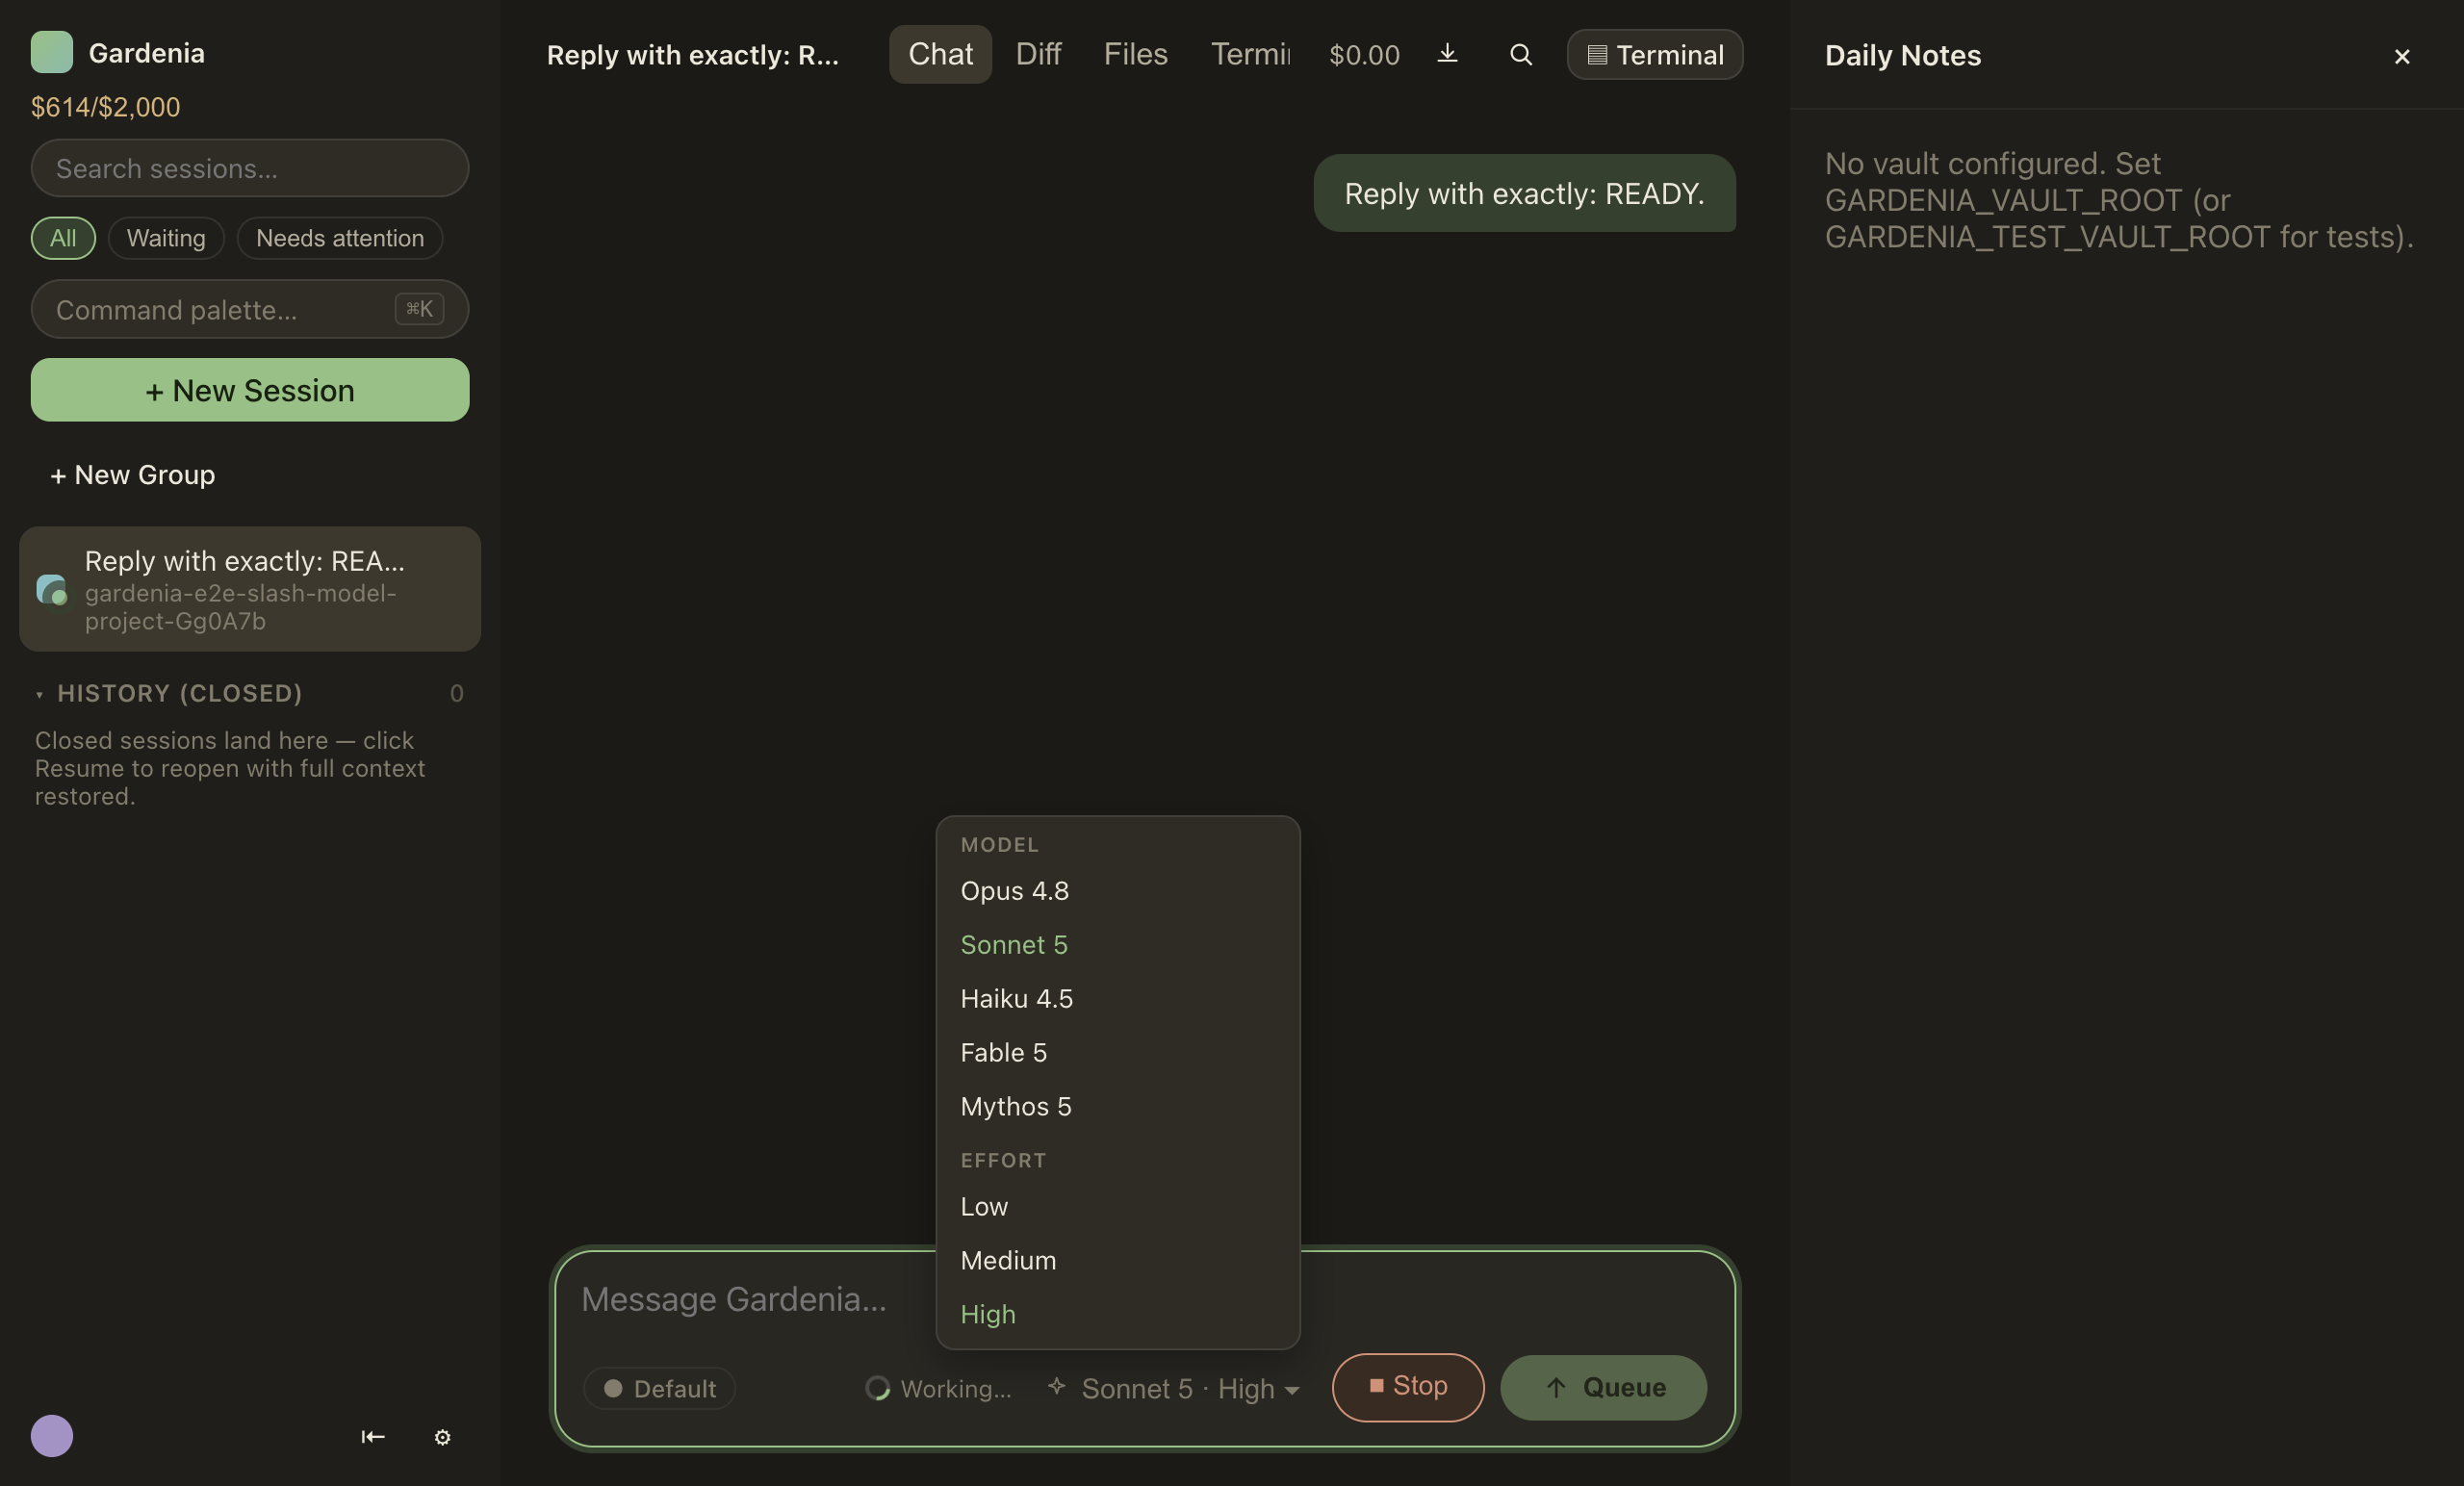 Gardenia
$614/$2,000
Search sessions...
All
Waiting
Needs attention
Command palette...
⌘K
+ New Session
+ New Group
Reply with exactly: REA...
gardenia-e2e-slash-model-
project-Gg0A7b
HISTORY (CLOSED)
0
Closed sessions land here — click
Resume to reopen with full context
restored.
Reply with exactly: R...
Chat
Diff
Files
Termi
$0.00
Terminal
Reply with exactly: READY.
MODEL
Opus 4.8
Sonnet 5
Haiku 4.5
Fable 5
Mythos 5
EFFORT
Low
Medium
High
Message Gardenia...
Default
Working...
Sonnet 5 · High
Stop
Queue
Daily Notes
No vault configured. Set
GARDENIA_VAULT_ROOT (or
GARDENIA_TEST_VAULT_ROOT for tests).